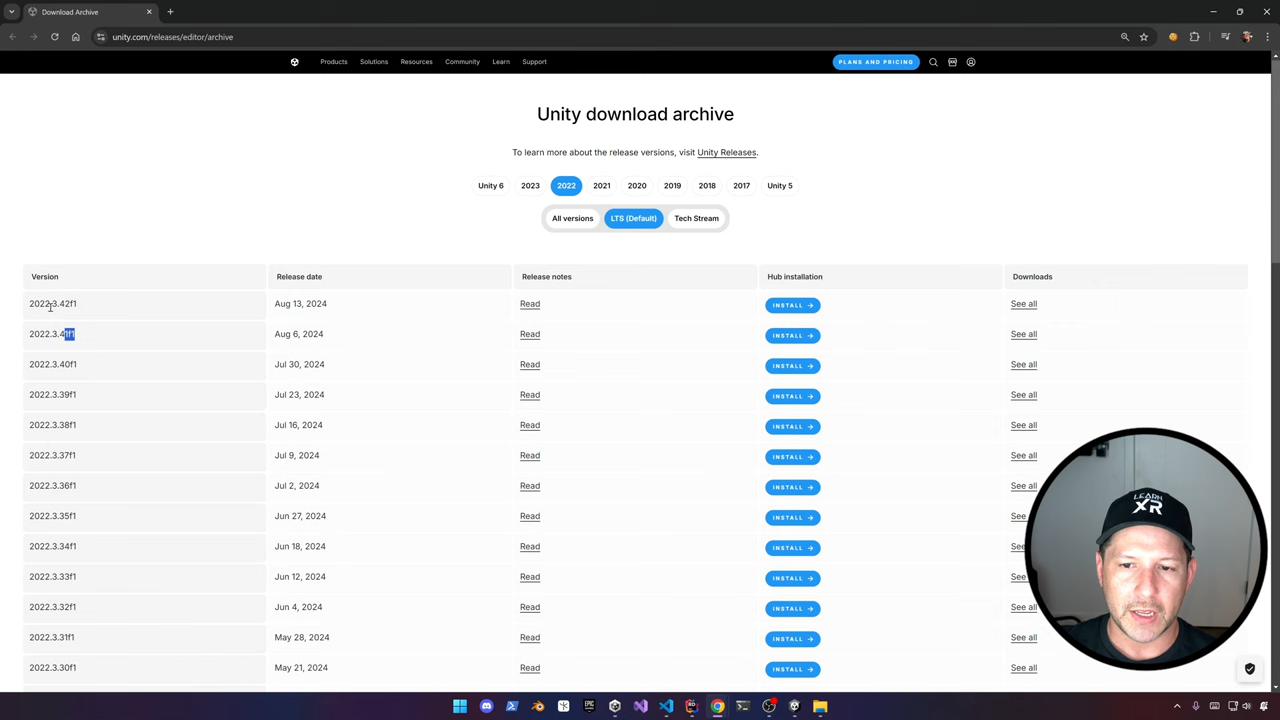 Download Archive
unity.com/releases/editor/archive
Products Solutions Resources Community Learn Support PLANS AND PRICING
Unity download archive
To learn more about the release versions, visit Unity Releases.
Unity 6 2023 2022 2021 2020 2019 2018 2017 Unity 5
All versions LTS (Default) Tech Stream
Version Release date Release notes Hub installation Downloads
2022.3.42f1 Aug 13, 2024 Read INSTALL See all
2022.3.41f1 Aug 6, 2024 Read INSTALL See all
2022.3.40f1 Jul 30, 2024 Read INSTALL See all
2022.3.39f1 Jul 23, 2024 Read INSTALL See all
2022.3.38f1 Jul 16, 2024 Read INSTALL See all
2022.3.37f1 Jul 9, 2024 Read INSTALL See all
2022.3.36f1 Jul 2, 2024 Read INSTALL See all
2022.3.35f1 Jun 27, 2024 Read INSTALL See
2022.3.34f1 Jun 18, 2024 Read INSTALL See
2022.3.33f1 Jun 12, 2024 Read INSTALL See
2022.3.32f1 Jun 4, 2024 Read INSTALL See
2022.3.31f1 May 28, 2024 Read INSTALL See all
2022.3.30f1 May 21, 2024 Read INSTALL See all
LEARN
XR